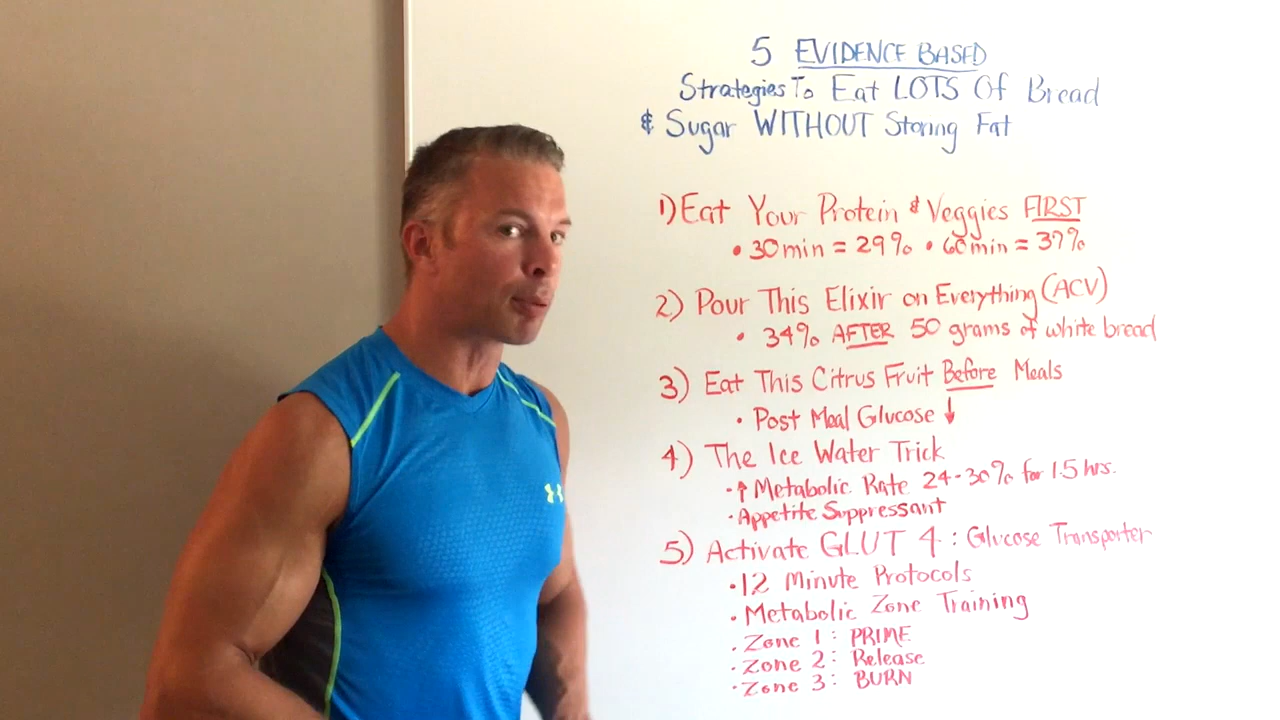 5 EVIDENCE BASED
Strategies To Eat LOTS Of Bread
& Sugar WITHOUT Storing Fat
1) Eat Your Protein & Veggies FIRST
• 30 min = 29% • 60 min = 37%
2) Pour This Elixir on Everything (ACV)
• 34% AFTER 50 grams of white bread
3) Eat This Citrus Fruit Before Meals
• Post Meal Glucose ↓
4) The Ice Water Trick
• ↑ Metabolic Rate 24-30% for 1.5 hrs.
• Appetite Suppressant
5) Activate GLUT 4 : Glucose Transporter
• 12 Minute Protocols
• Metabolic Zone Training
• Zone 1 : PRIME
• Zone 2 : Release
• Zone 3 : BURN